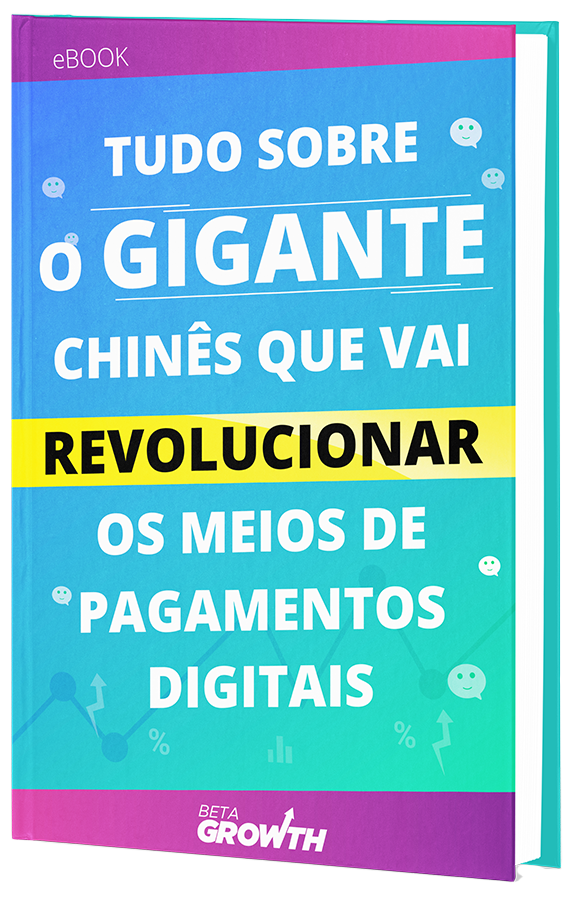 eBOOK
TUDO SOBRE
O GIGANTE
CHINÊS QUE VAI
REVOLUCIONAR
OS MEIOS DE
PAGAMENTOS
DIGITAIS
%
%
BETA
GROWTH